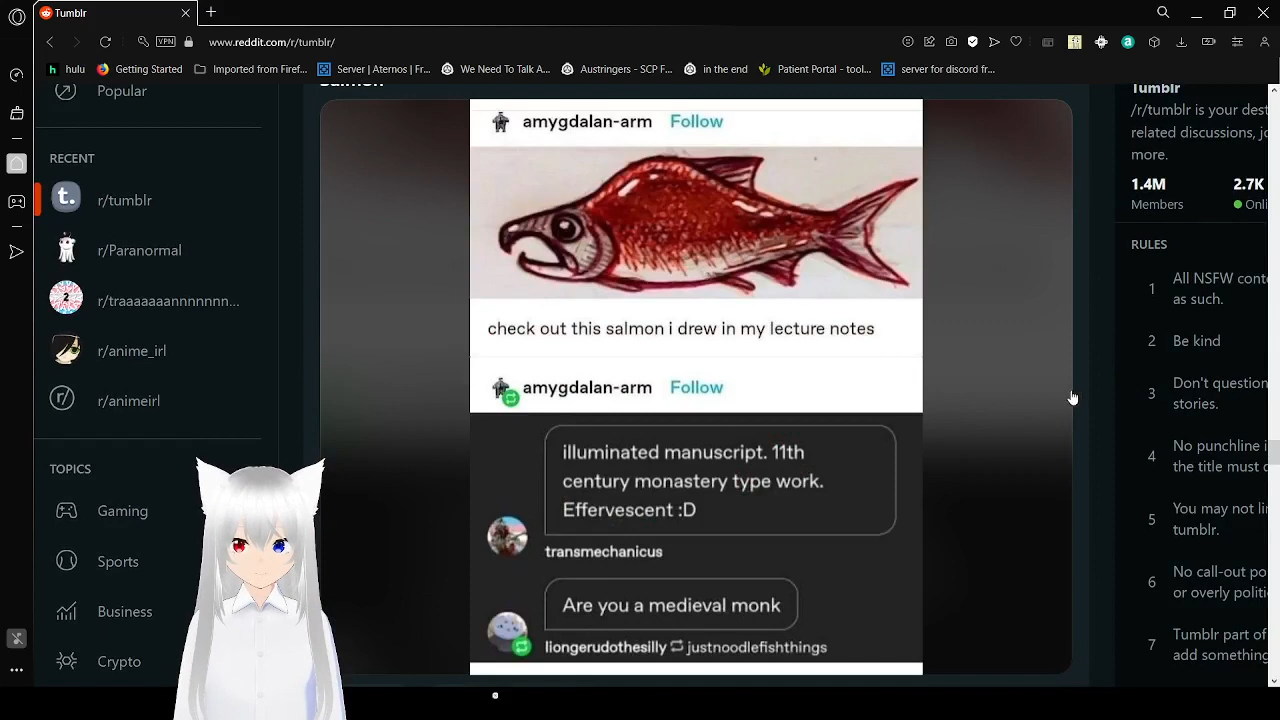 Tumblr
www.reddit.com/r/tumblr/
VPN
hulu
Getting Started
Imported from Firef...
Server | Aternos | Fr...
We Need To Talk A...
Austringers - SCP F...
in the end
Patient Portal - tool...
server for discord fr...
Popular
RECENT
r/tumblr
r/Paranormal
r/traaaaaaannnnnnn...
r/anime_irl
r/animeirl
TOPICS
Gaming
Sports
Business
Crypto
Salmon
amygdalan-arm Follow
check out this salmon i drew in my lecture notes
amygdalan-arm Follow
illuminated manuscript. 11th
century monastery type work.
Effervescent :D
transmechanicus
Are you a medieval monk
liongerudothesilly justnoodlefishthings
Tumblr
/r/tumblr is your dest
related discussions, jo
more.
1.4M 2.7K
Members Onli
RULES
1 All NSFW conte
as such.
2 Be kind
3 Don't question
stories.
4 No punchline i
the title must d
5 You may not lin
tumblr.
6 No call-out po
or overly politi
7 Tumblr part of
add something